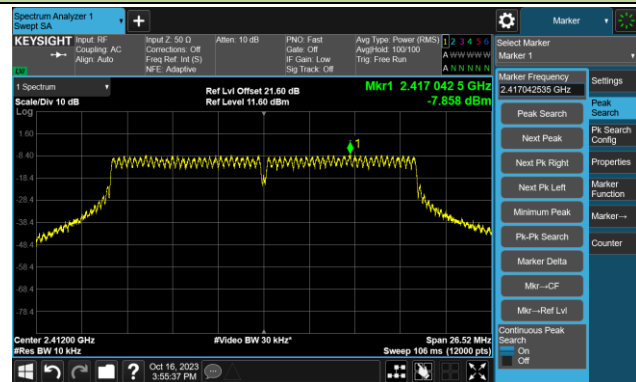 Spectrum Analyzer 1
Swept SA
Marker
KEYSIGHT
Input: RF
Coupling: AC
Align: Auto
Input Z: 50 Ω
Corrections: Off
Freq Ref: Int (S)
NFE: Adaptive
Atten: 10 dB
PNO: Fast
Gate: Off
IF Gain: Low
Sig Track: Off
Avg Type: Power (RMS)
Avg|Hold: 100/100
Trig: Free Run
1 2 3 4 5 6
A W W W W W
A N N N N N
LXI
Select Marker
Marker 1
1 Spectrum
Scale/Div 10 dB
Log
Ref Lvl Offset 21.60 dB
Ref Level 11.60 dBm
Mkr1 2.417 042 5 GHz
-7.858 dBm
1.60
-8.40
-18.4
-28.4
-38.4
-48.4
-58.4
-68.4
-78.4
1
Center 2.41200 GHz
#Res BW 10 kHz
#Video BW 30 kHz*
Span 26.52 MHz
Sweep 106 ms (12000 pts)
Marker Frequency
2.417042535 GHz
Peak Search
Next Peak
Next Pk Right
Next Pk Left
Minimum Peak
Pk-Pk Search
Marker Delta
Mkr→CF
Mkr→Ref Lvl
Continuous Peak
Search
On
Off
Settings
Peak
Search
Pk Search
Config
Properties
Marker
Function
Marker→
Counter
?
Oct 16, 2023
3:55:37 PM